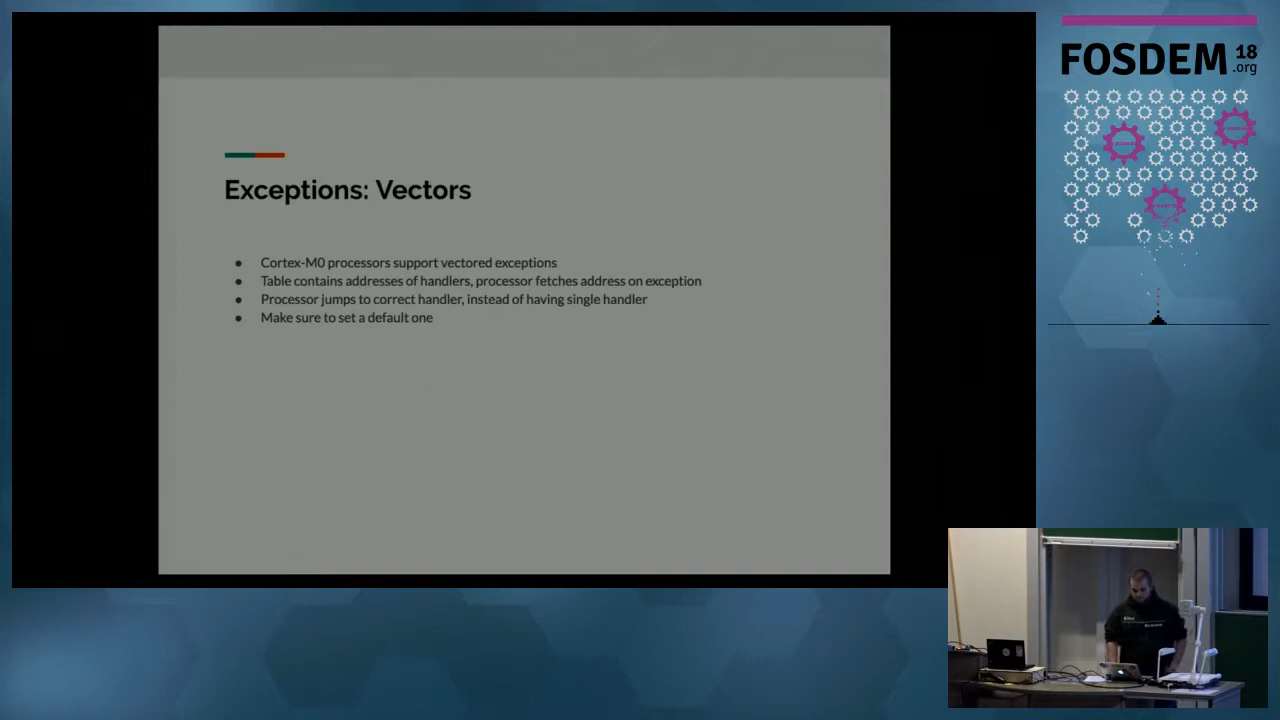 FOSDEM 18
.org
Exceptions: Vectors
● Cortex-M0 processors support vectored exceptions
● Table contains addresses of handlers, processor fetches address on exception
● Processor jumps to correct handler, instead of having single handler
● Make sure to set a default one